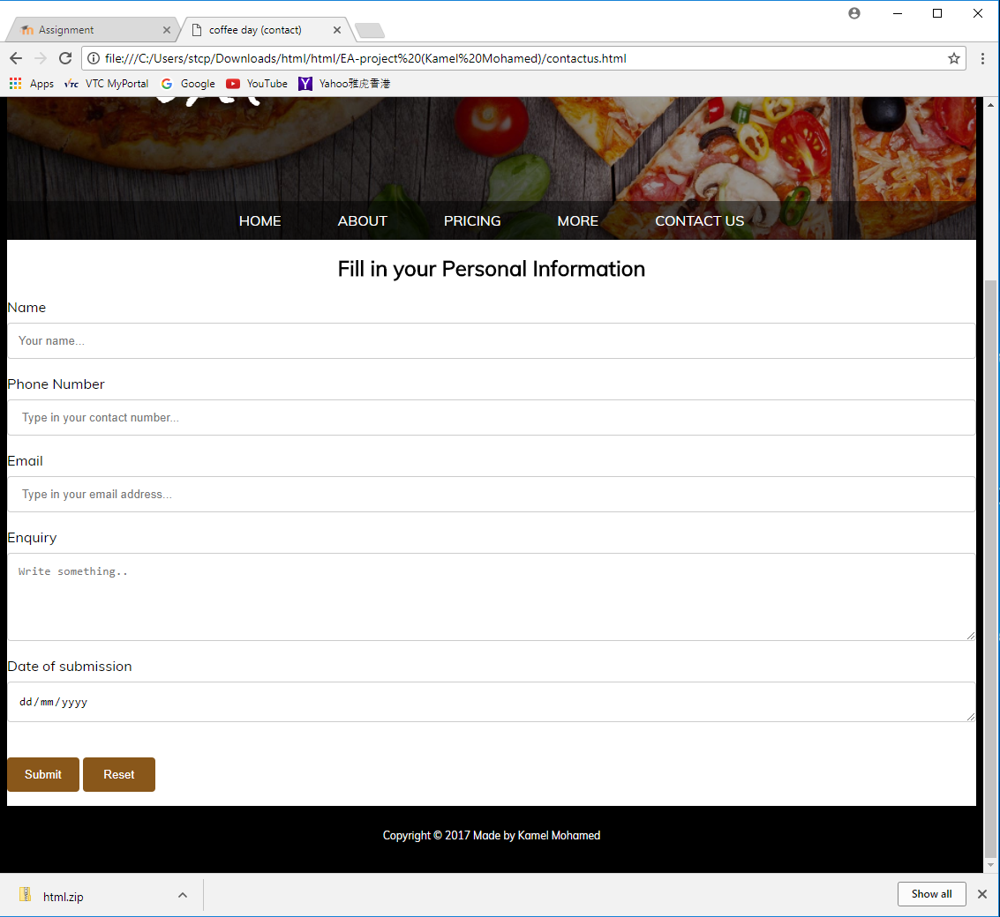 Assignment
coffee day (contact)
file:///C:/Users/stcp/Downloads/html/html/EA-project%20(Kamel%20Mohamed)/contactus.html
Apps VTC VTC MyPortal Google YouTube Y Yahoo雅虎香港
HOME ABOUT PRICING MORE CONTACT US
Fill in your Personal Information
Name
Your name...
Phone Number
Type in your contact number...
Email
Type in your email address...
Enquiry
Write something..
Date of submission
dd/mm/yyyy
Submit Reset
Copyright © 2017 Made by Kamel Mohamed
html.zip
Show all